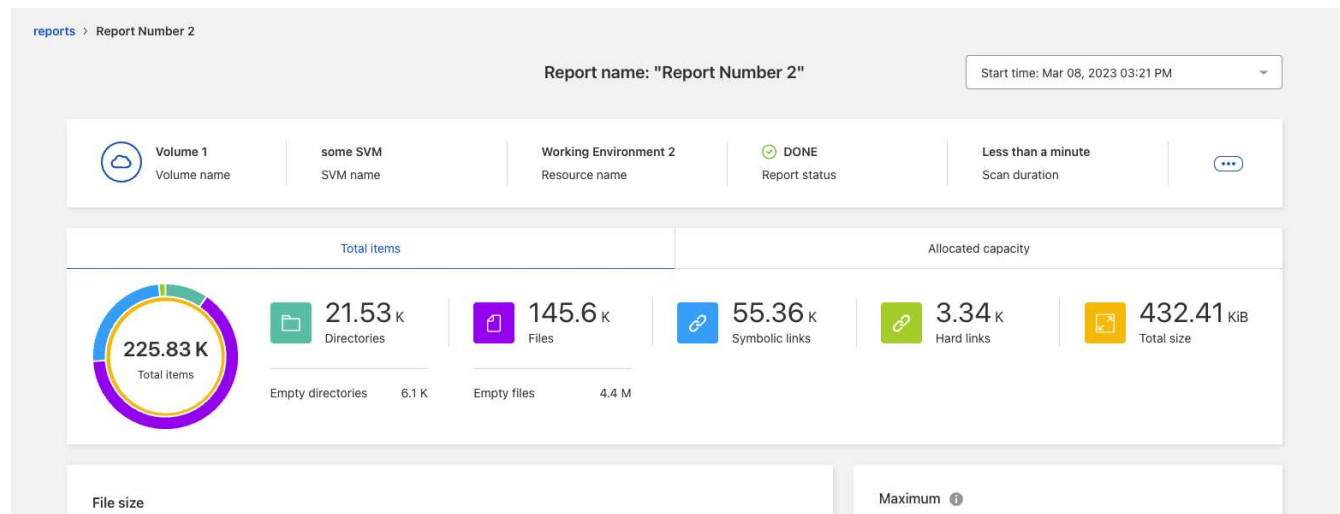 reports > Report Number 2
Report name: "Report Number 2"
Start time: Mar 08, 2023 03:21 PM
Volume 1
Volume name
some SVM
SVM name
Working Environment 2
Resource name
DONE
Report status
Less than a minute
Scan duration
Total items
Allocated capacity
225.83 K
Total items
21.53 K
Directories
Empty directories 6.1 K
145.6 K
Files
Empty files 4.4 M
55.36 K
Symbolic links
3.34 K
Hard links
432.41 KiB
Total size
File size
Maximum